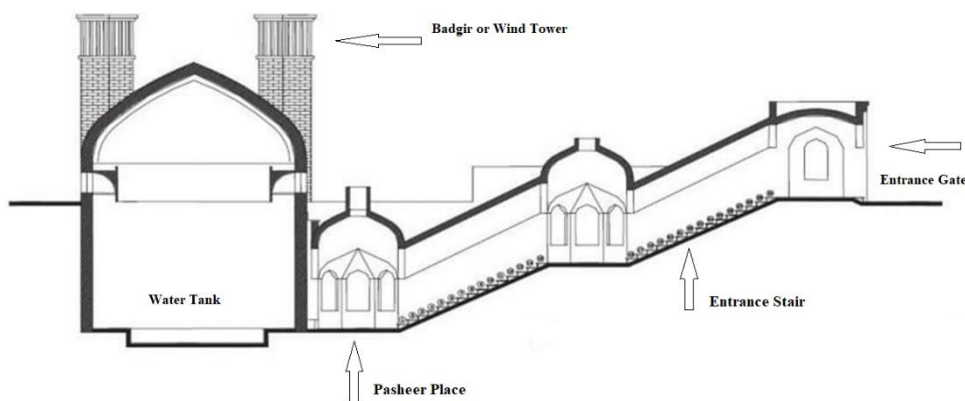 Badgir or Wind Tower
Entrance Gate
Water Tank
Entrance Stair
Pasheer Place